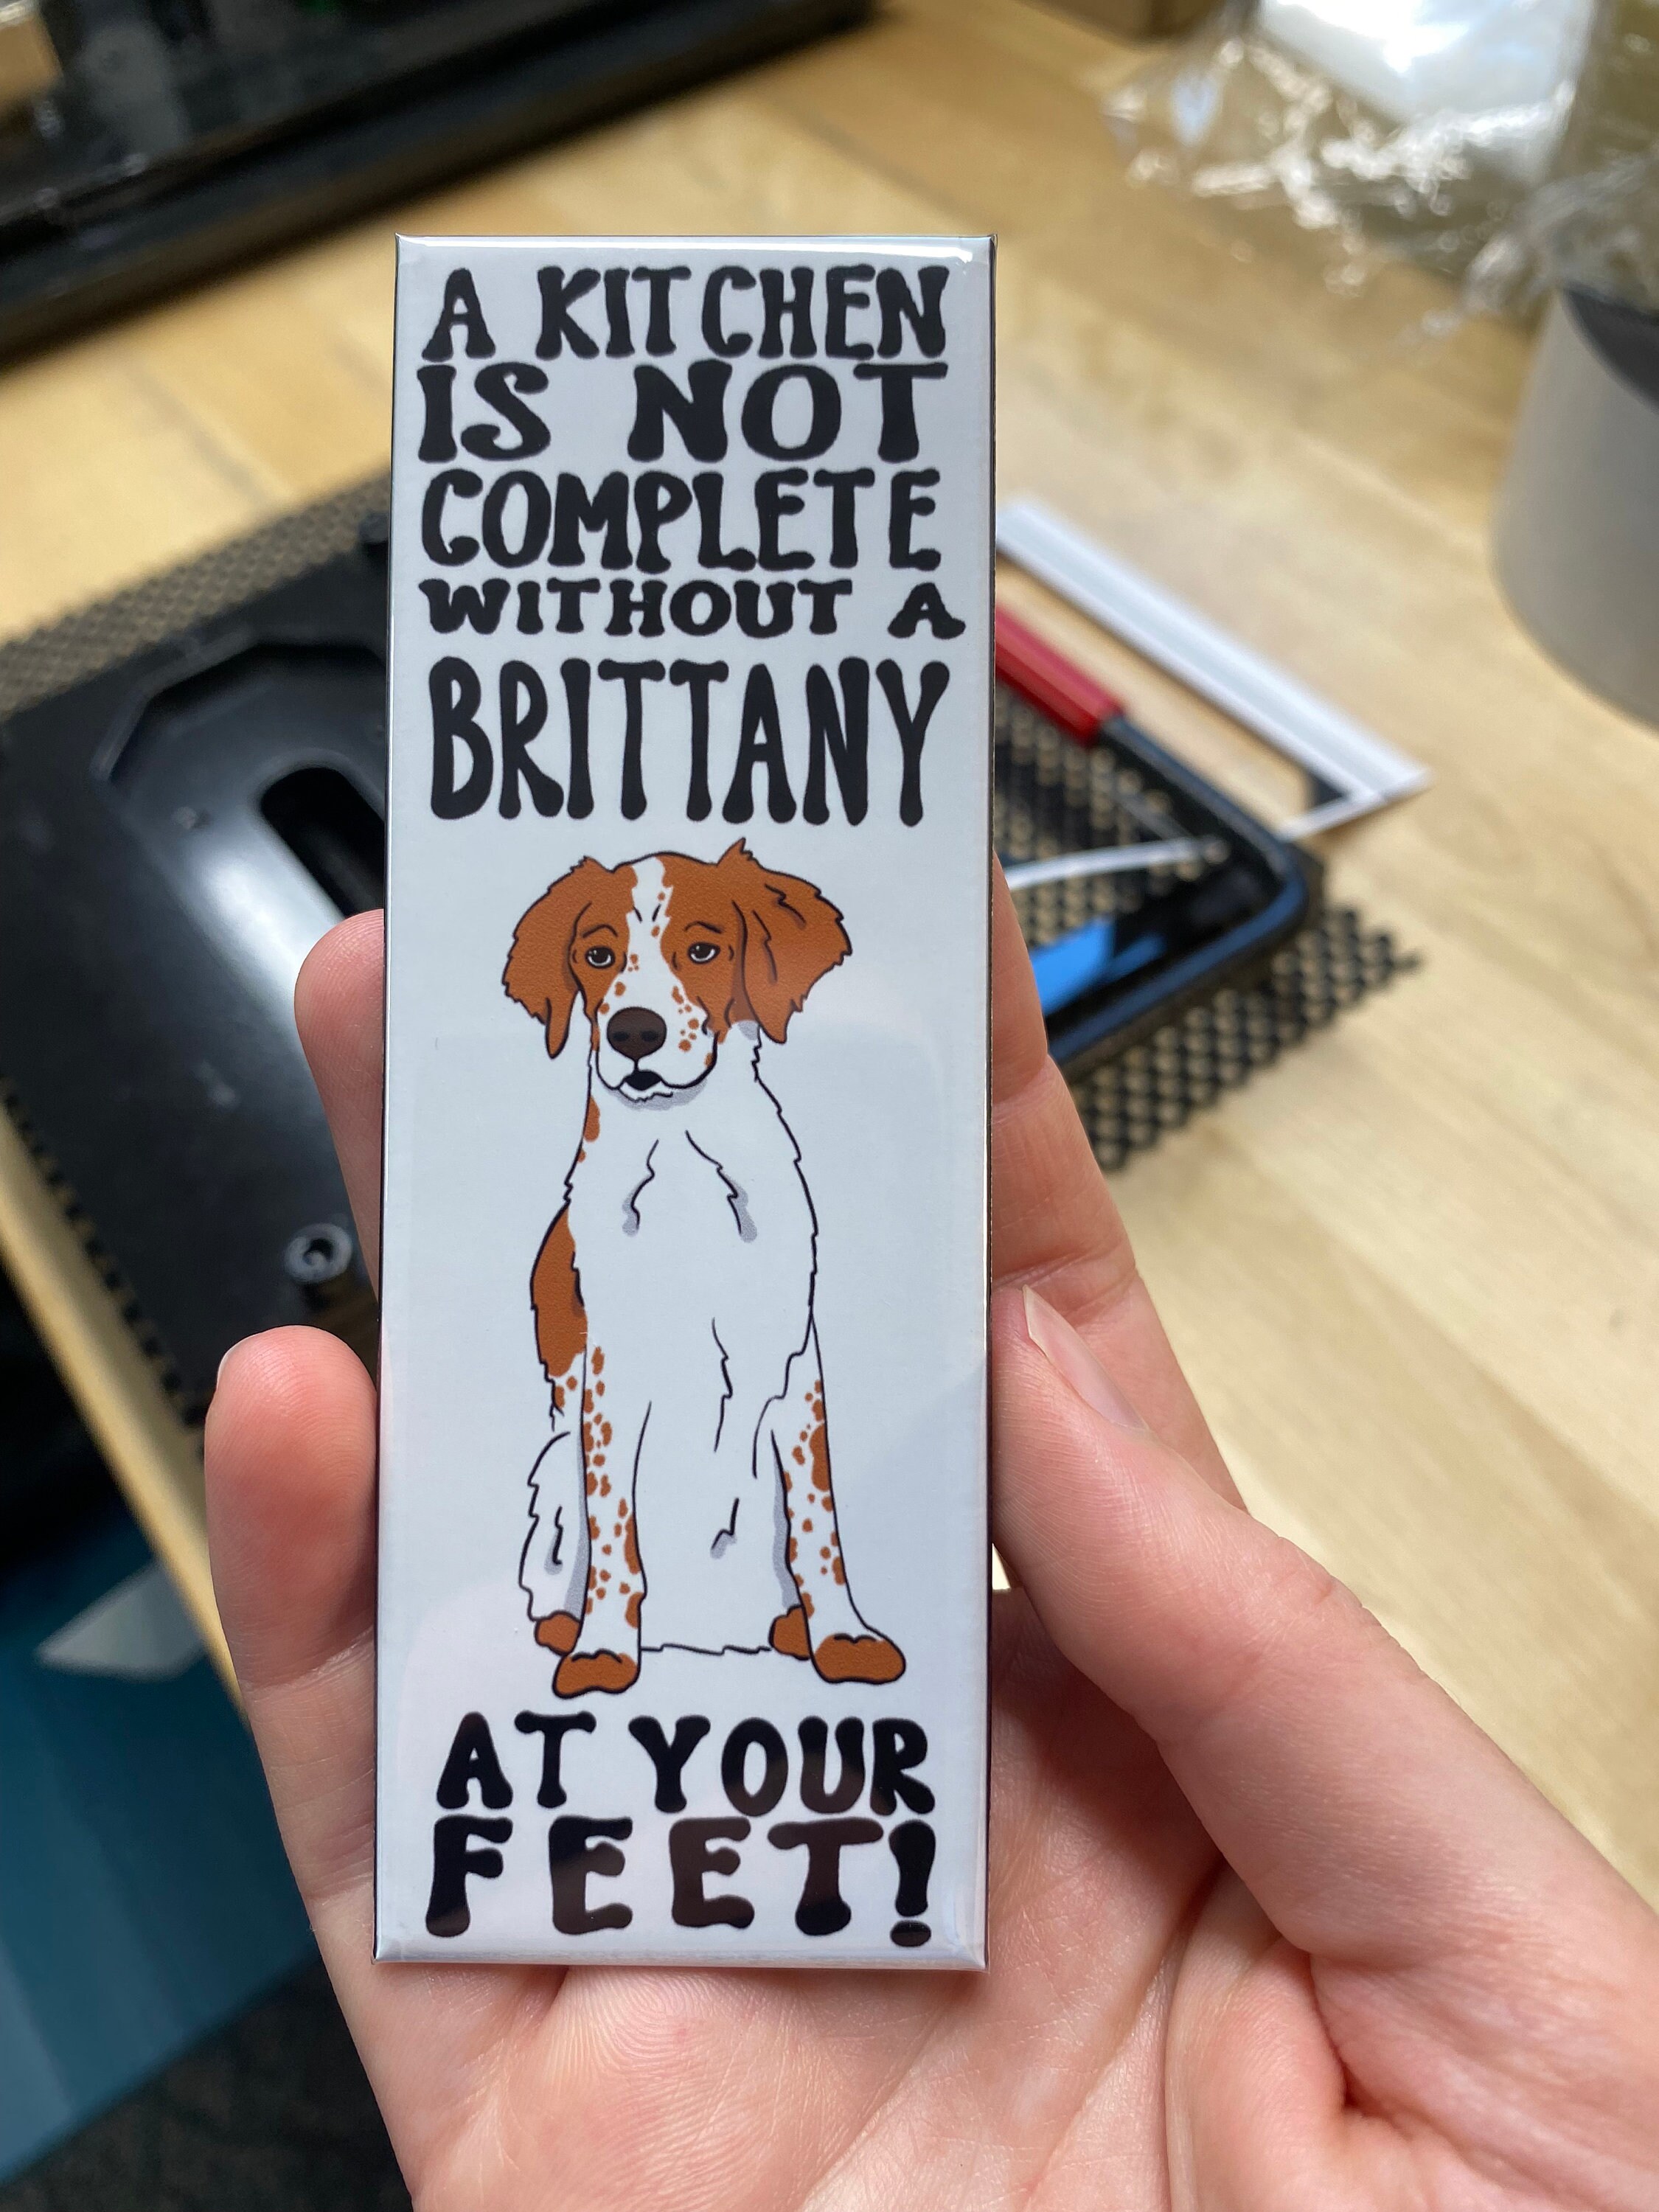 A KITCHEN
IS NOT
COMPLETE
WITHOUT A
BRITTANY
AT YOUR
FEET!